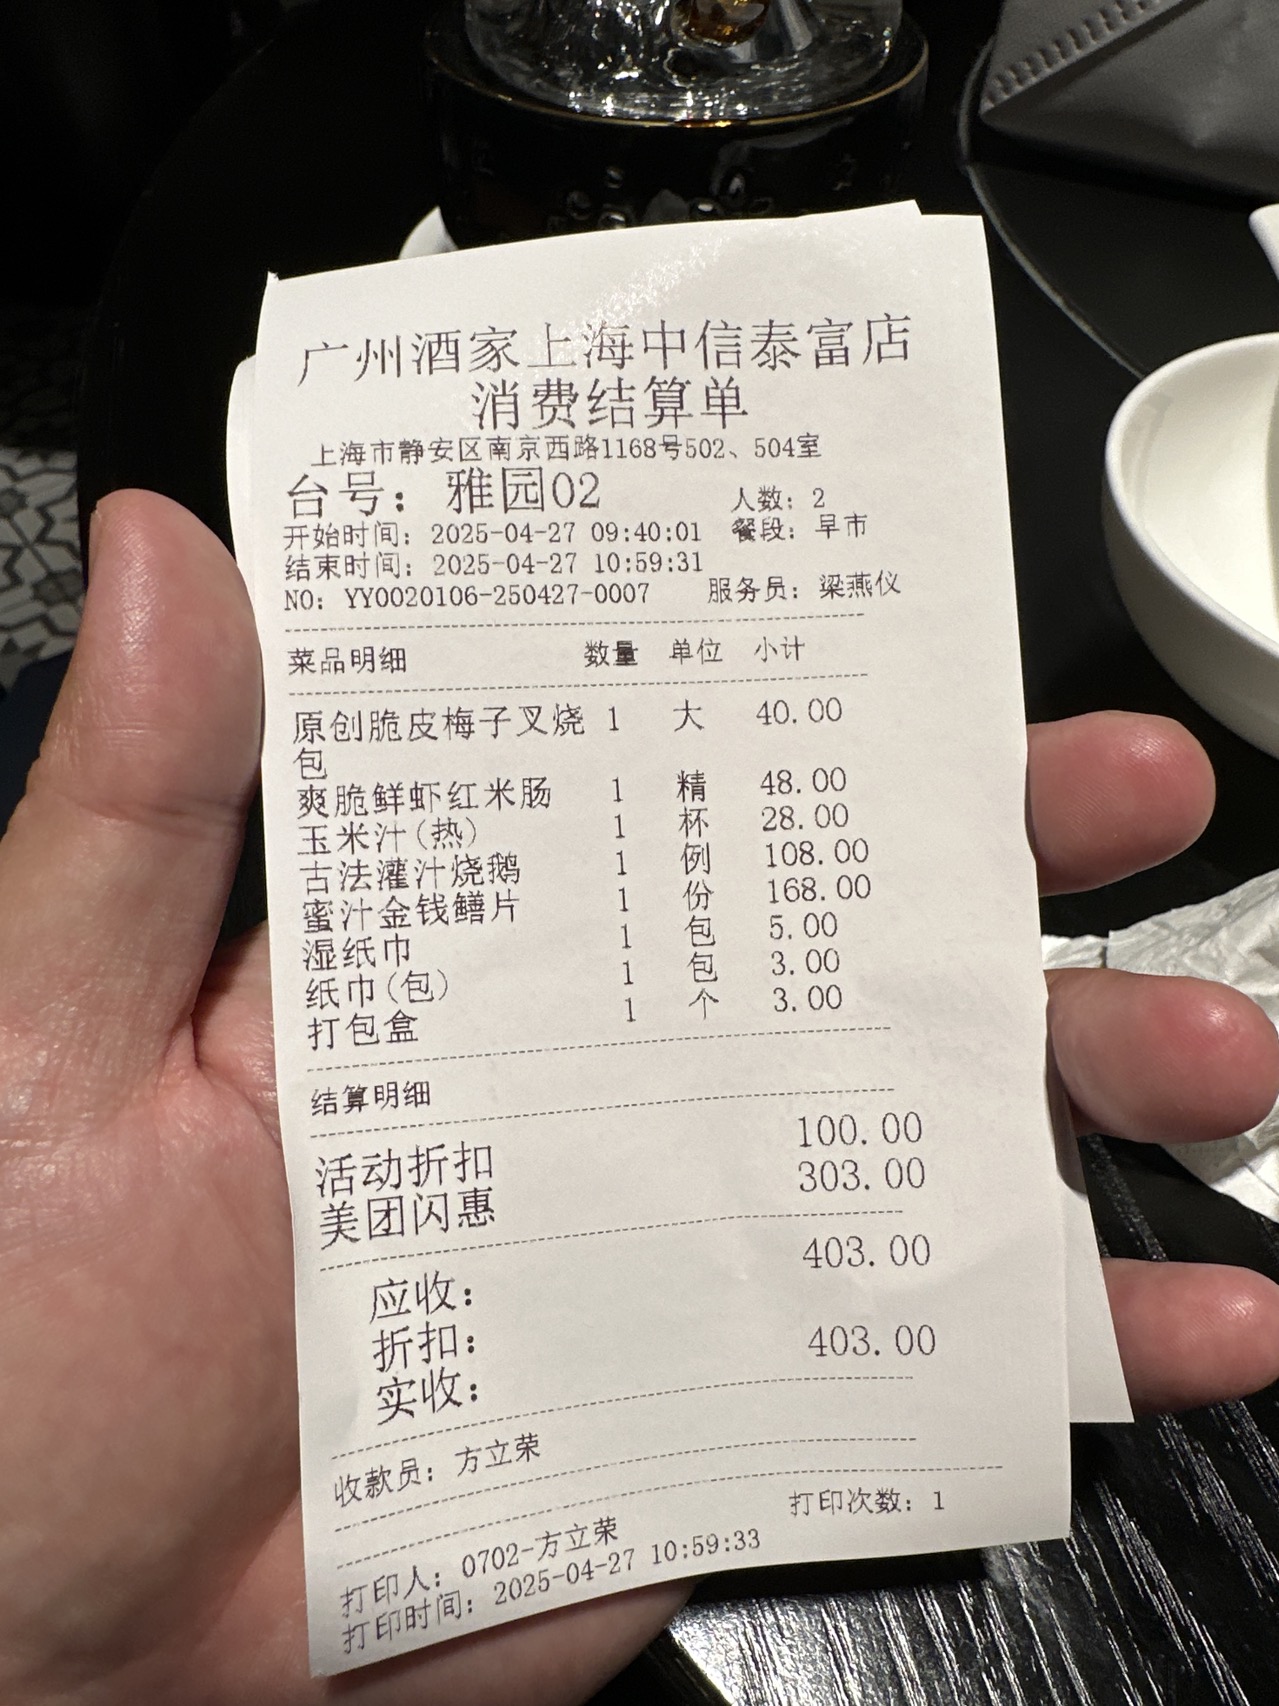 广州酒家上海中信泰富店
消费结算单
上海市静安区南京西路1168号502、504室
台号： 雅园02 人数：2
开始时间：2025-04-27 09:40:01 餐段：早市
结束时间：2025-04-27 10:59:31
NO：YY0020106-250427-0007 服务员：梁燕仪
菜品明细 数量 单位 小计
原创脆皮梅子叉烧 1 大 40.00
包
爽脆鲜虾红米肠 1 精 48.00
玉米汁(热) 1 杯 28.00
古法灌汁烧鹅 1 例 108.00
蜜汁金钱鳝片 1 份 168.00
湿纸巾 1 包 5.00
纸巾(包) 1 包 3.00
打包盒 1 个 3.00
结算明细
活动折扣 100.00
美团闪惠 303.00
应收： 403.00
折扣：
实收： 403.00
收款员：方立荣
打印人：0702-方立荣 打印次数：1
打印时间：2025-04-27 10:59:33